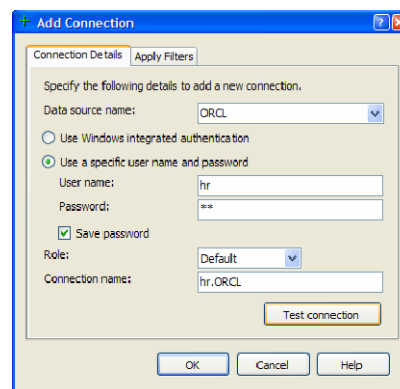 Add Connection
Connection Details Apply Filters
Specify the following details to add a new connection.
Data source name: ORCL
Use Windows integrated authentication
Use a specific user name and password
User name: hr
Password: **
Save password
Role: Default
Connection name: hr.ORCL
Test connection
OK Cancel Help